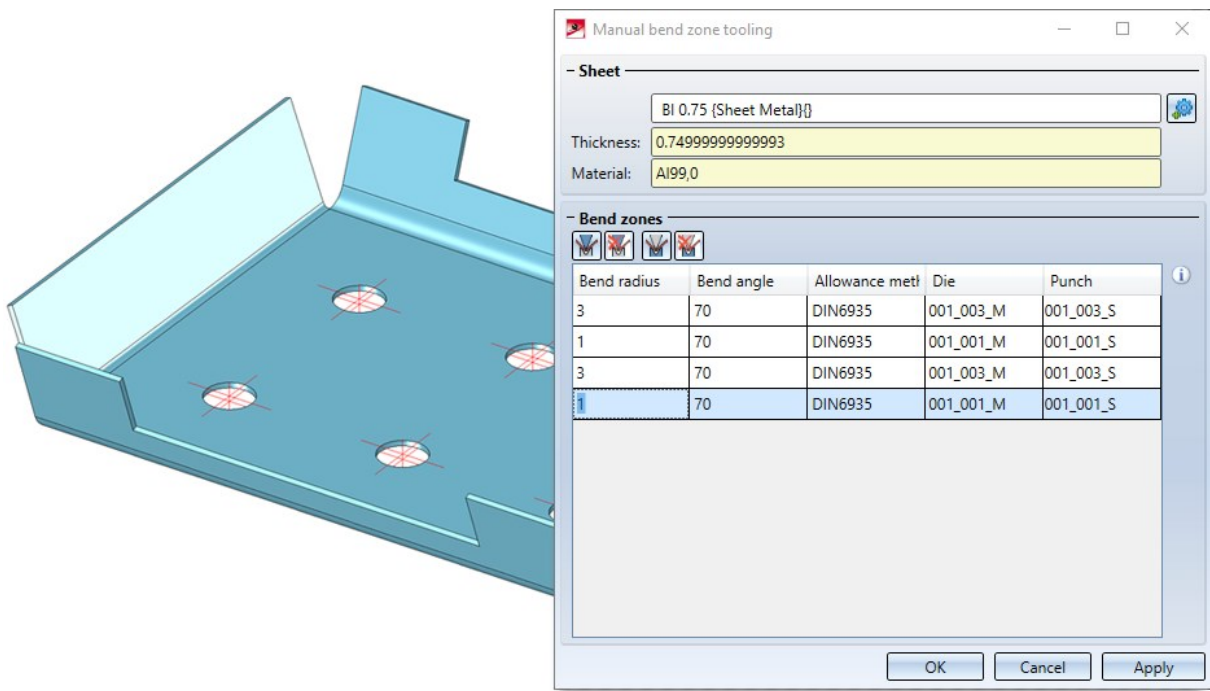 Manual bend zone tooling
Sheet
Bl 0.75 {Sheet Metal}{}
Thickness: 0.74999999999993
Material: Al99,0
Bend zones
Bend radius Bend angle Allowance meth Die Punch
3 70 DIN6935 001_003_M 001_003_S
1 70 DIN6935 001_001_M 001_001_S
3 70 DIN6935 001_003_M 001_003_S
1 70 DIN6935 001_001_M 001_001_S
OK Cancel Apply